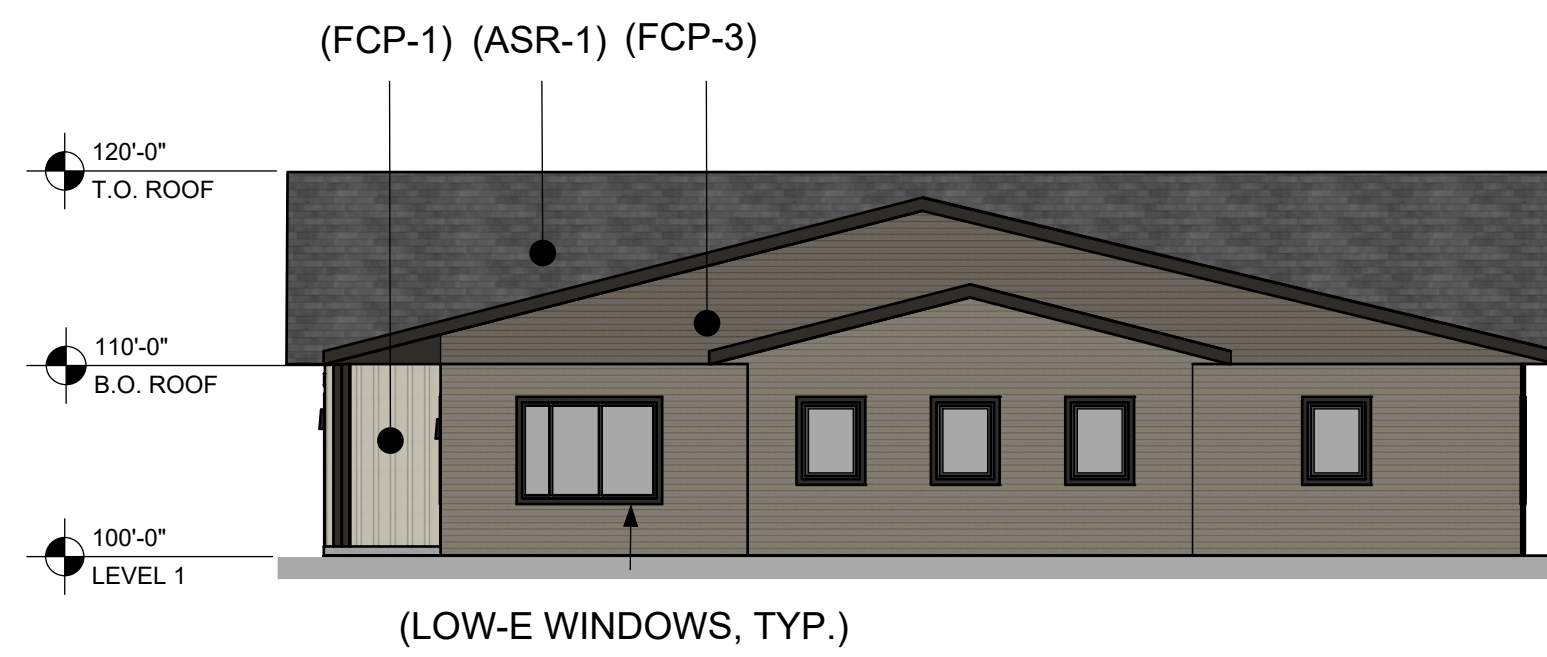 (FCP-1) (ASR-1) (FCP-3)
120'-0"
T.O. ROOF
110'-0"
B.O. ROOF
100'-0"
LEVEL 1
(LOW-E WINDOWS, TYP.)